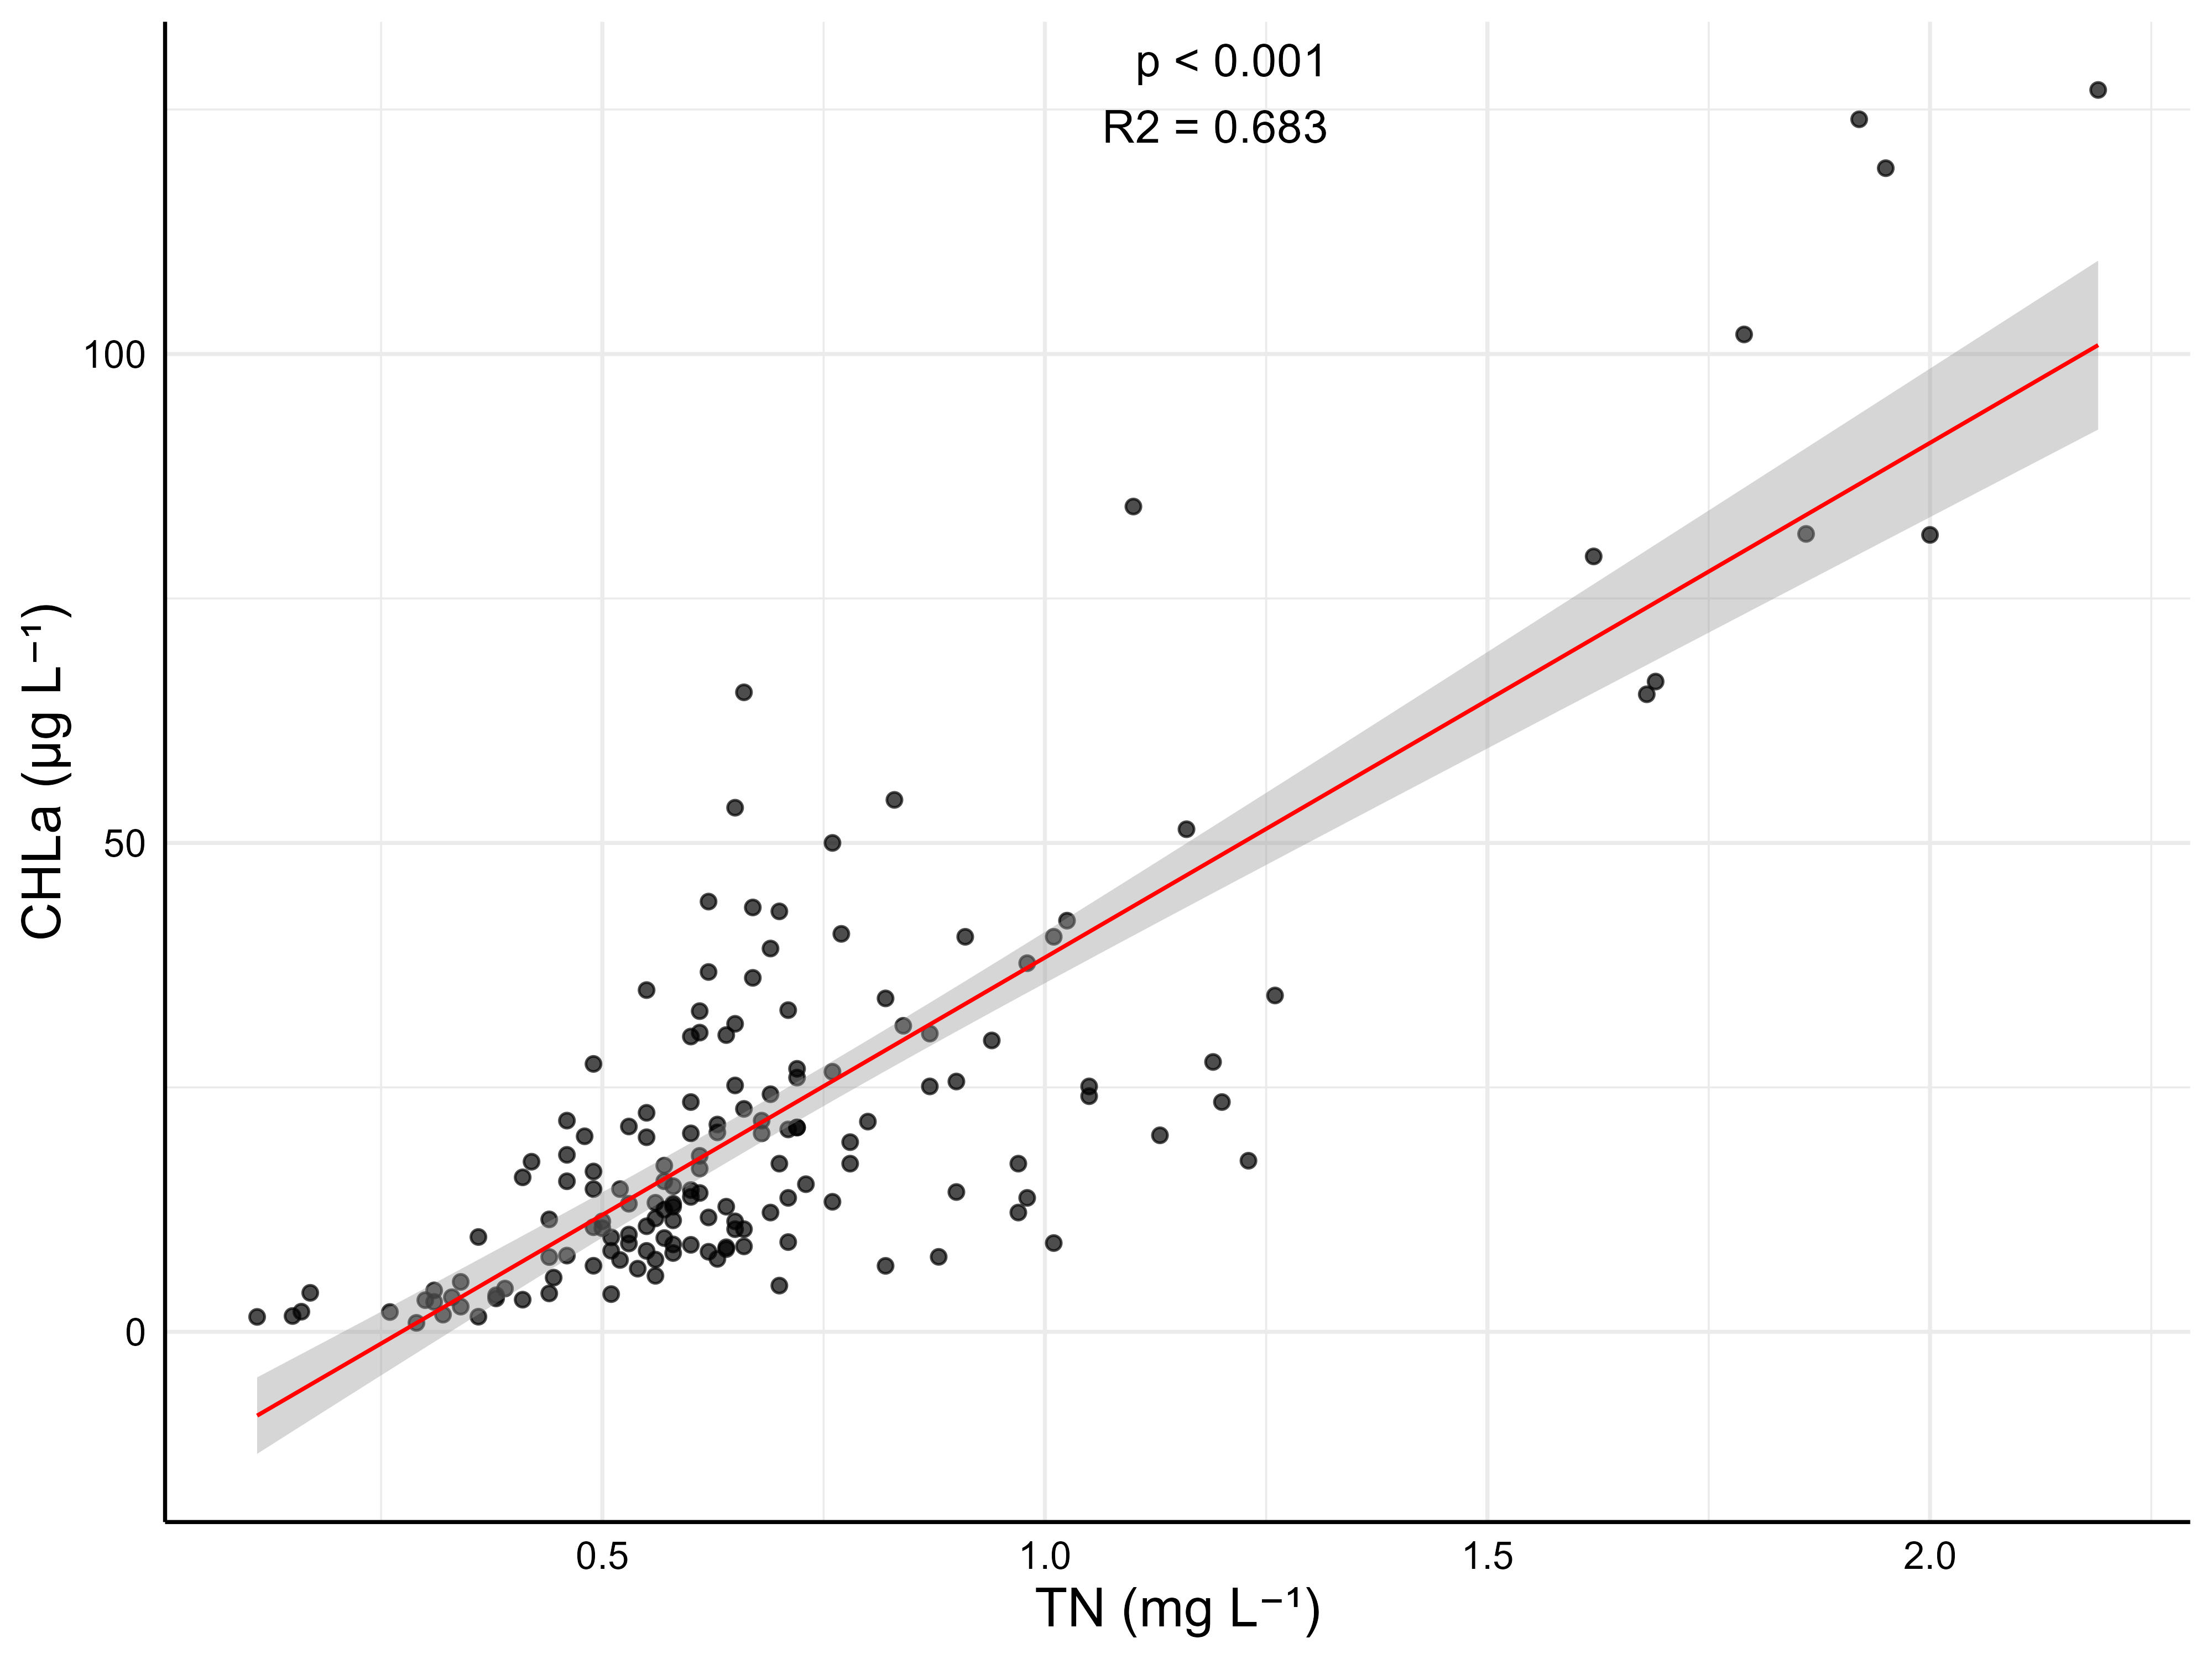 p < 0.001
R2 = 0.683
100
50
0
CHLa (µg L⁻¹)
0.5 1.0 1.5 2.0
TN (mg L⁻¹)